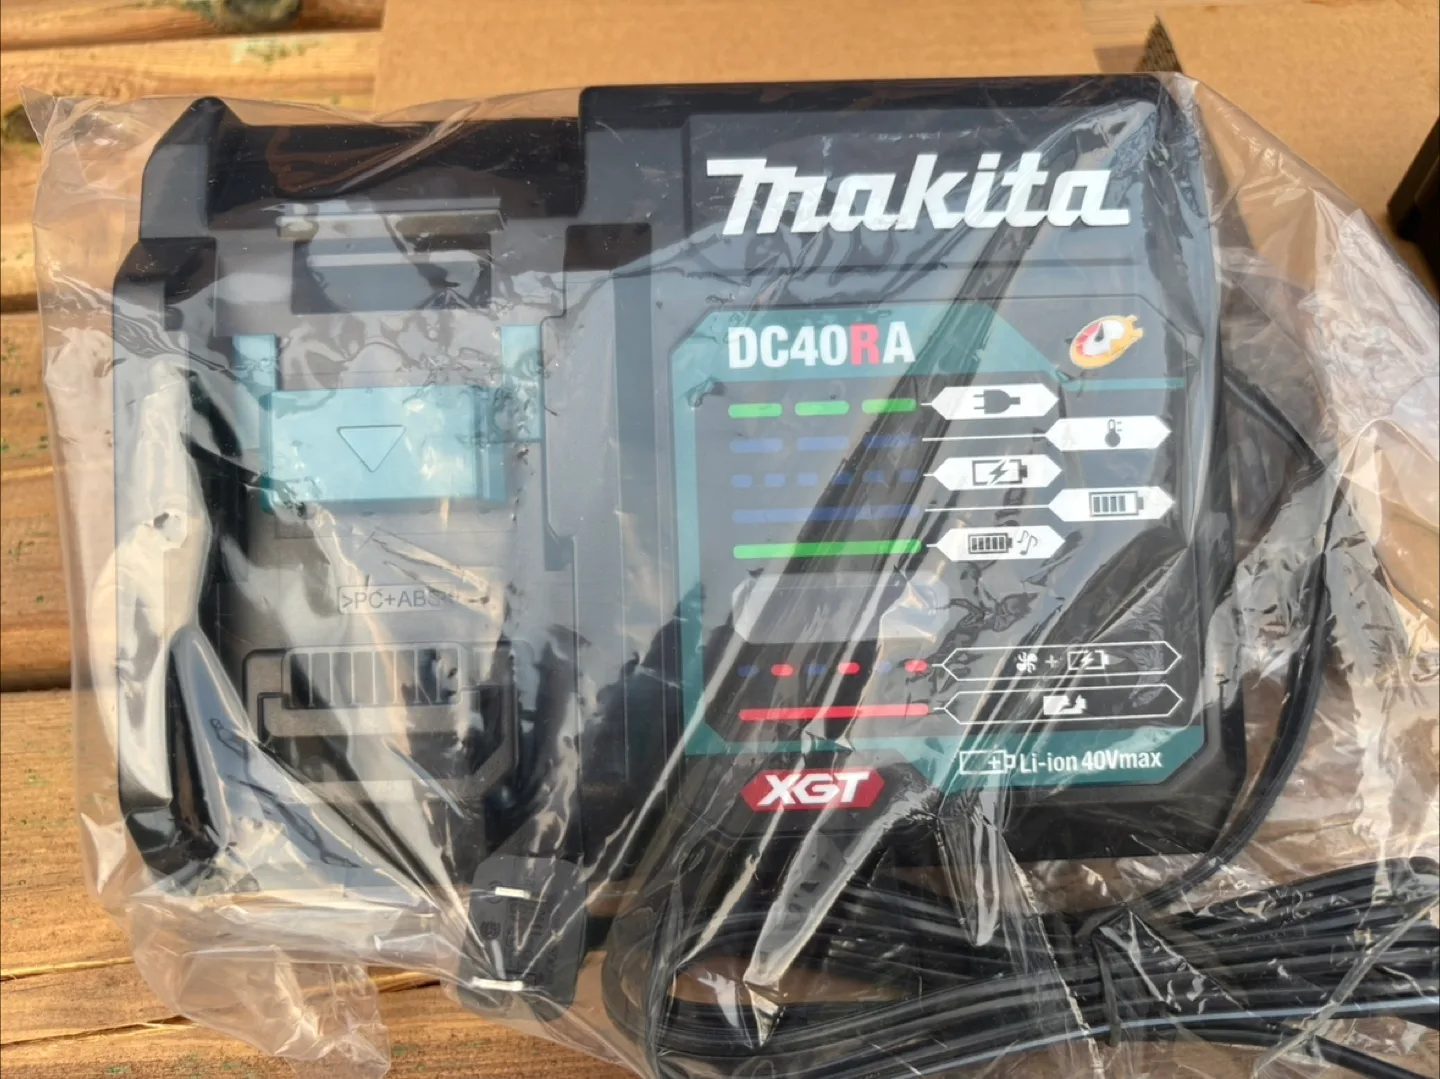 makita
DC40RA
>PC+ABS<
XGT
Li-ion 40Vmax